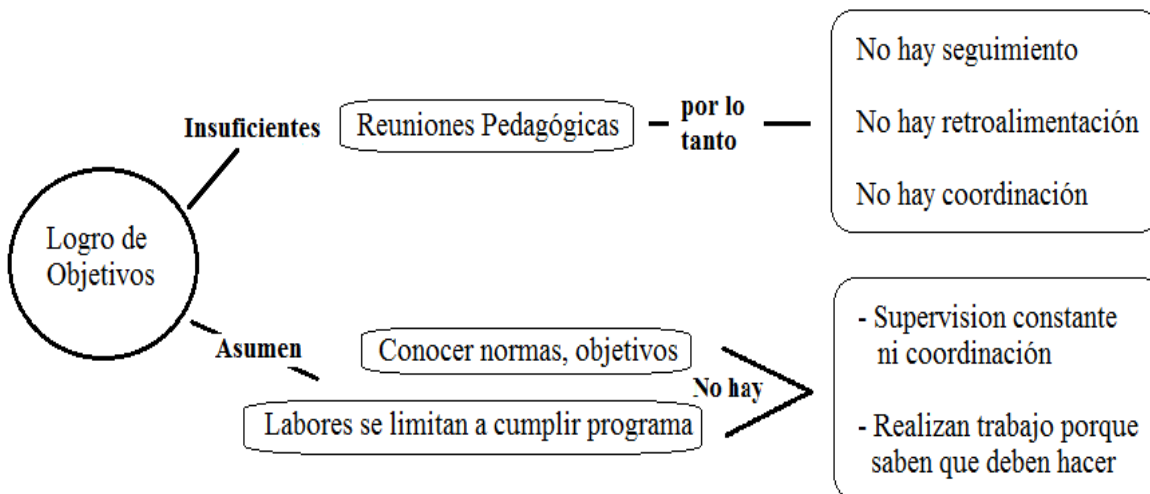 Logro de
Objetivos
Insuficientes
Reuniones Pedagógicas
por lo
tanto
No hay seguimiento
No hay retroalimentación
No hay coordinación
Asumen
Conocer normas, objetivos
Labores se limitan a cumplir programa
No hay
- Supervision constante
ni coordinación
- Realizan trabajo porque
saben que deben hacer